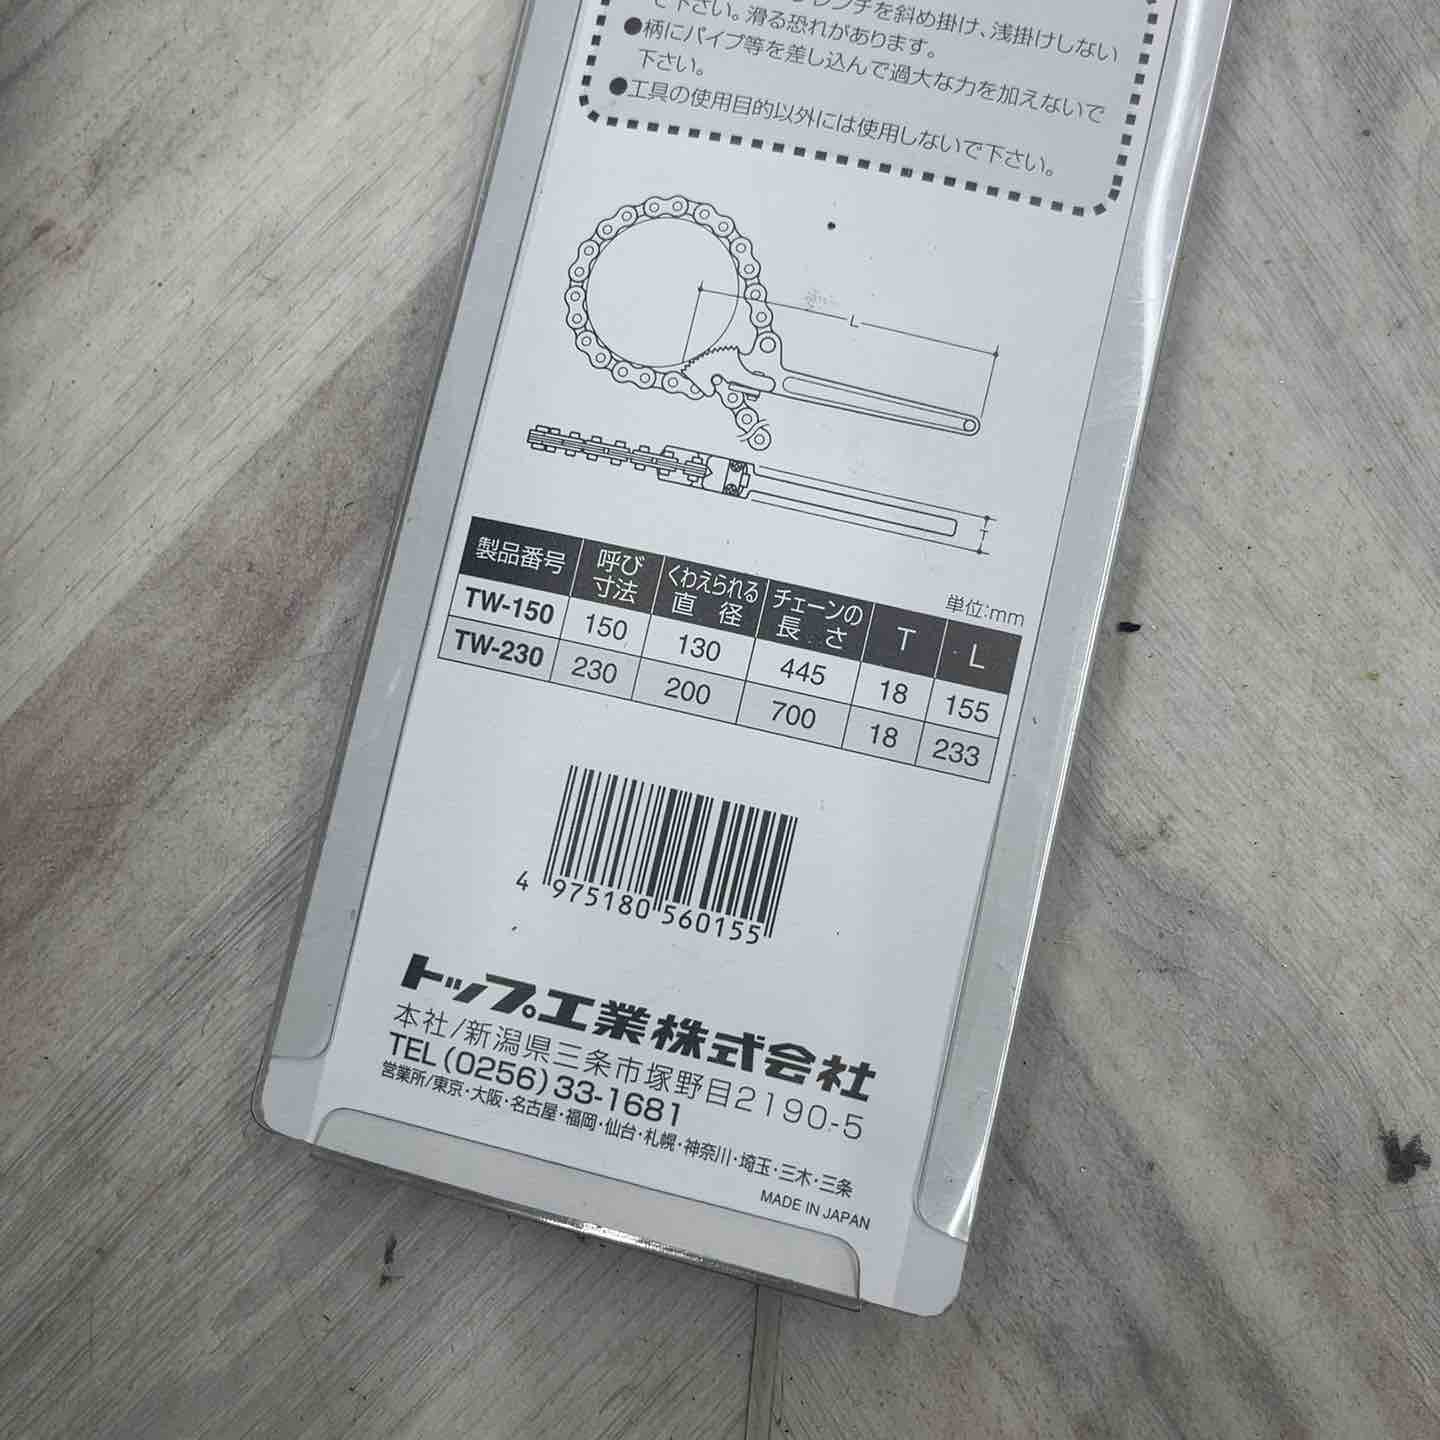 レンチを斜め掛け、浅掛けしない
で下さい。滑る恐れがあります。
●柄にパイプ等を差し込んで過大な力を加えないで
下さい。
●工具の使用目的以外には使用しないで下さい。
L
T
単位:mm
製品番号 呼び寸法 くわえられる直径 チェーンの長さ T L
TW-150 150 130 445 18 155
TW-230 230 200 700 18 233
4 975180 560155
トップ工業株式会社
本社/新潟県三条市塚野目2190-5
TEL(0256)33-1681
営業所/東京・大阪・名古屋・福岡・仙台・札幌・神奈川・埼玉・三木・三条
MADE IN JAPAN